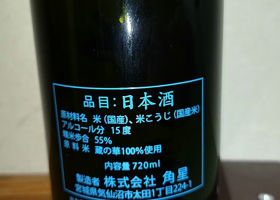 品目:日本酒
原材料名 米(国産)、米こうじ(国産米)
アルコール分 15度
精米歩合 55%
原料米 蔵の華100%使用
内容量720ml
製造者 株式会社 角星
宮城県気仙沼市太田1丁目224-1